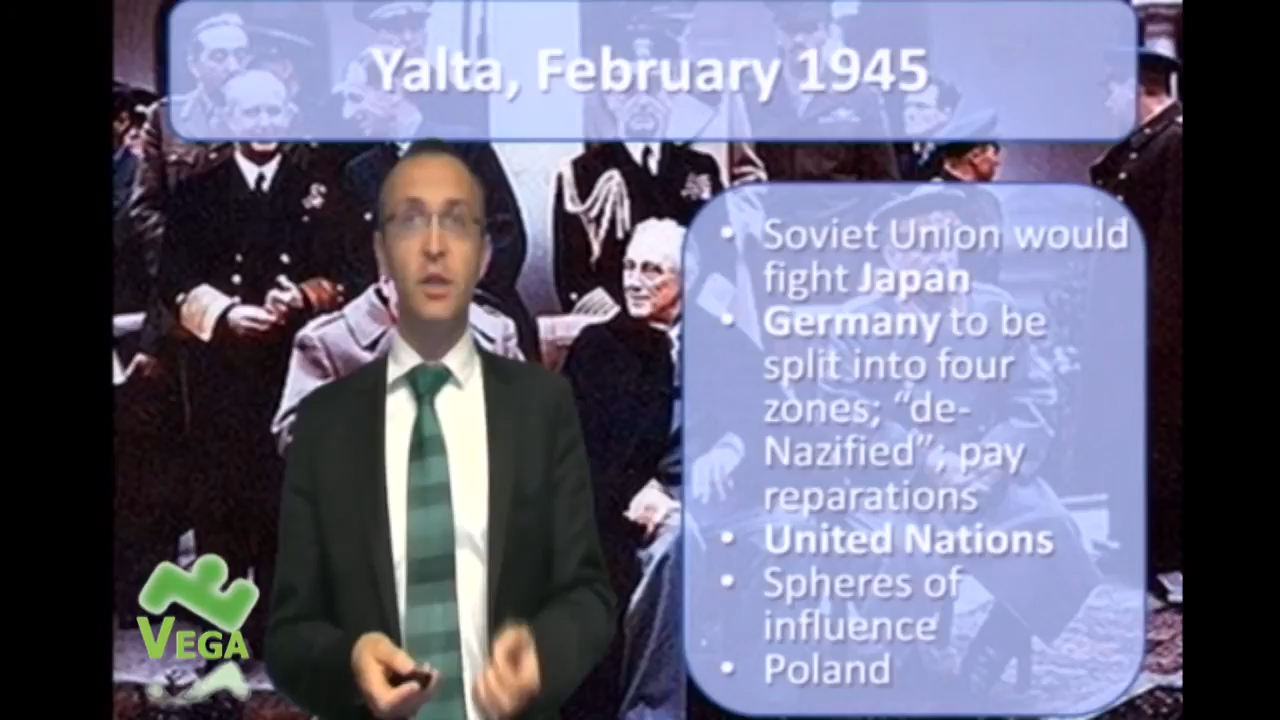 Yalta, February 1945
• Soviet Union would
fight Japan
• Germany to be
split into four
zones; “de-
Nazified”; pay
reparations
• United Nations
• Spheres of
influence
• Poland
VEGA